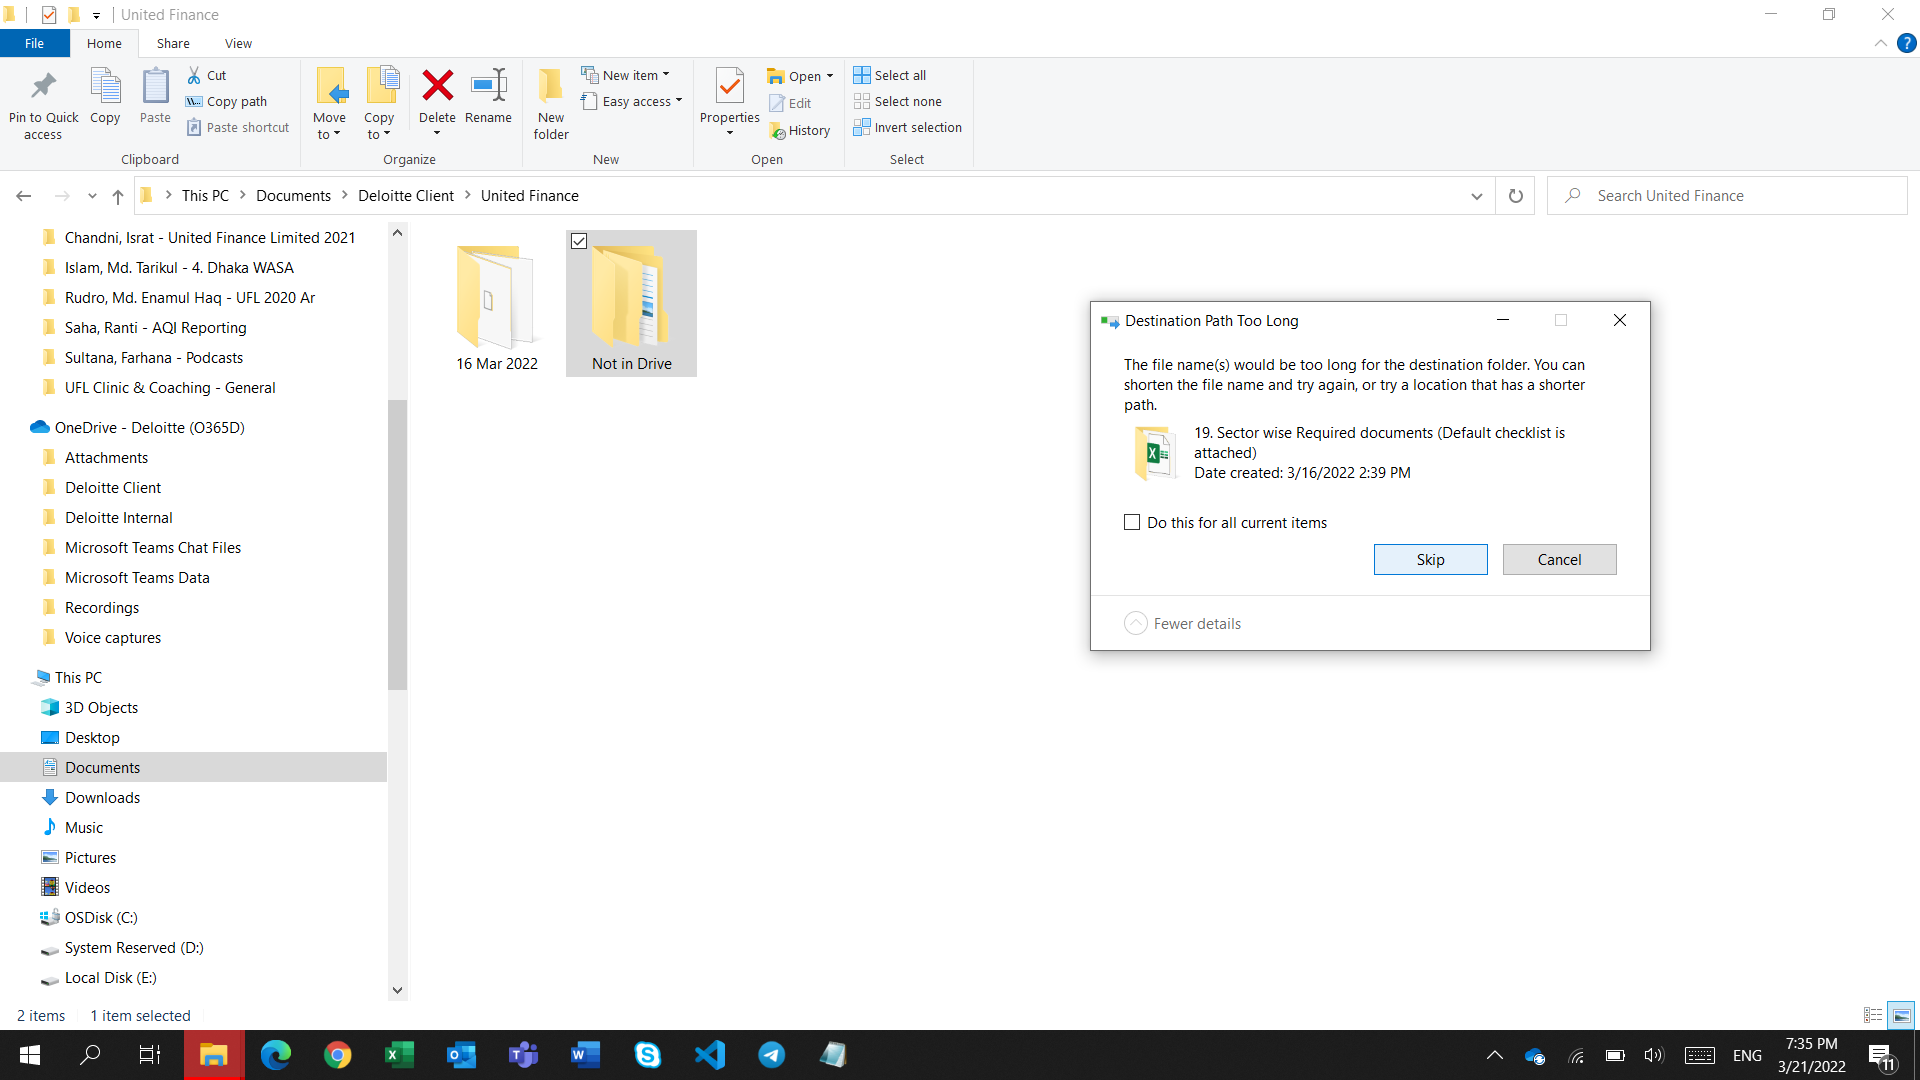 United Finance
File
Home
Share
View
?
Pin to Quick access
Copy
Paste
Cut
Copy path
Paste shortcut
Clipboard
Move to
Copy to
Delete
Rename
Organize
New folder
New item
Easy access
New
Properties
Open
Edit
History
Open
Select all
Select none
Invert selection
Select
This PC > Documents > Deloitte Client > United Finance
Search United Finance
Chandni, Israt - United Finance Limited 2021
Islam, Md. Tarikul - 4. Dhaka WASA
Rudro, Md. Enamul Haq - UFL 2020 Ar
Saha, Ranti - AQI Reporting
Sultana, Farhana - Podcasts
UFL Clinic & Coaching - General
OneDrive - Deloitte (O365D)
Attachments
Deloitte Client
Deloitte Internal
Microsoft Teams Chat Files
Microsoft Teams Data
Recordings
Voice captures
This PC
3D Objects
Desktop
Documents
Downloads
Music
Pictures
Videos
OSDisk (C:)
System Reserved (D:)
Local Disk (E:)
16 Mar 2022
Not in Drive
Destination Path Too Long
The file name(s) would be too long for the destination folder. You can
shorten the file name and try again, or try a location that has a shorter
path.
19. Sector wise Required documents (Default checklist is
attached)
Date created: 3/16/2022 2:39 PM
Do this for all current items
Skip
Cancel
Fewer details
2 items
1 item selected
ENG
7:35 PM
3/21/2022
11